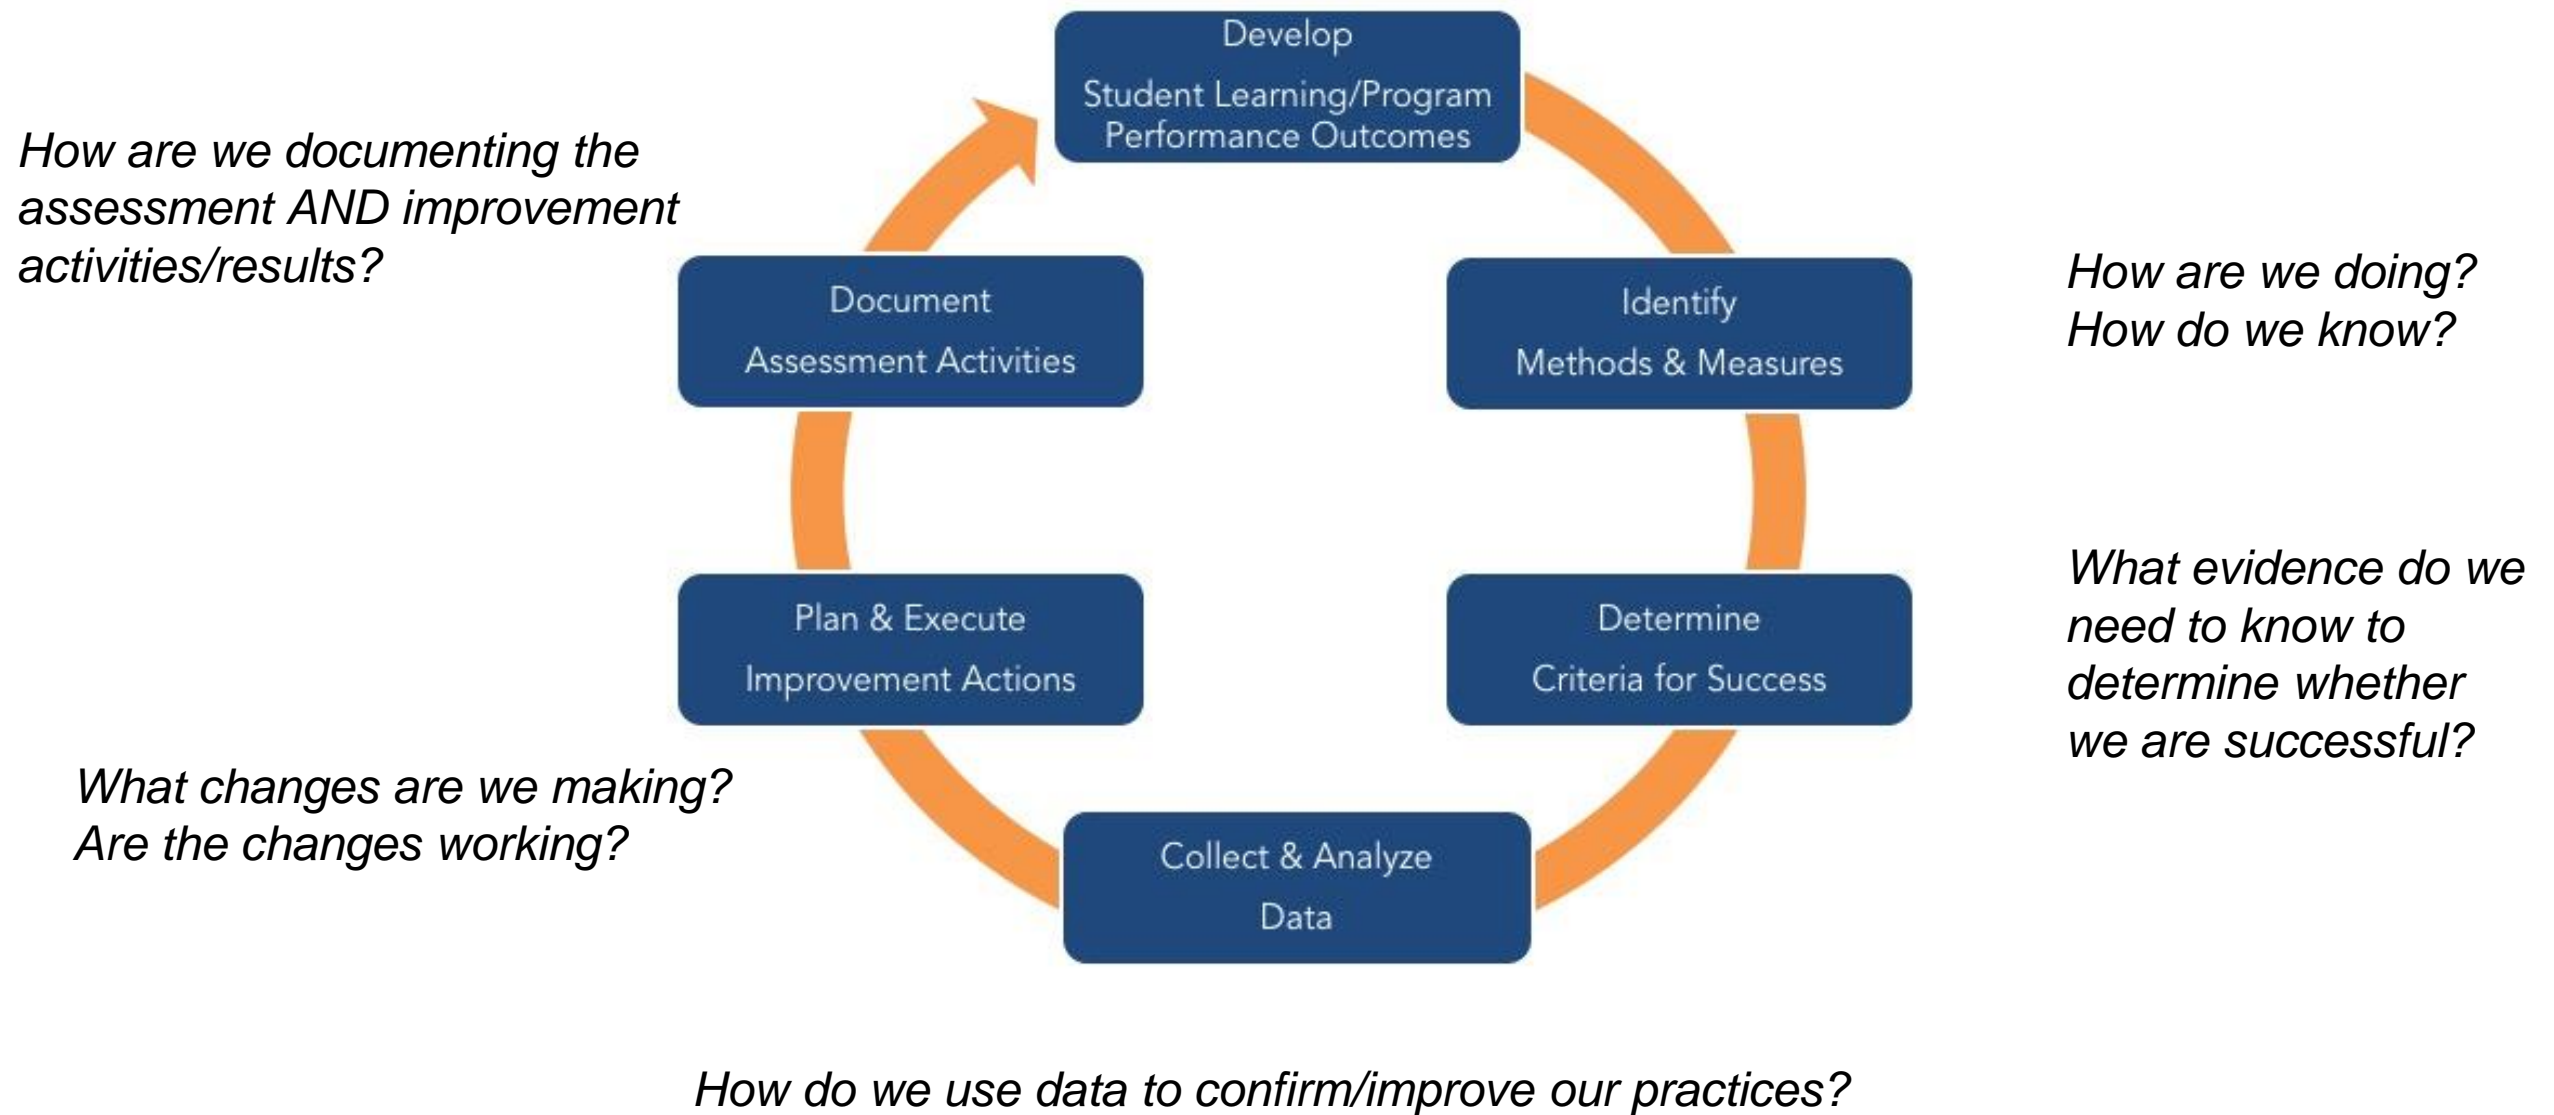 Develop
Student Learning/Program
Performance Outcomes
How are we documenting the
assessment AND improvement
activities/results?
Document
Assessment Activities
Identify
Methods & Measures
How are we doing?
How do we know?
Plan & Execute
Improvement Actions
Determine
Criteria for Success
What evidence do we
need to know to
determine whether
we are successful?
What changes are we making?
Are the changes working?
Collect & Analyze
Data
How do we use data to confirm/improve our practices?